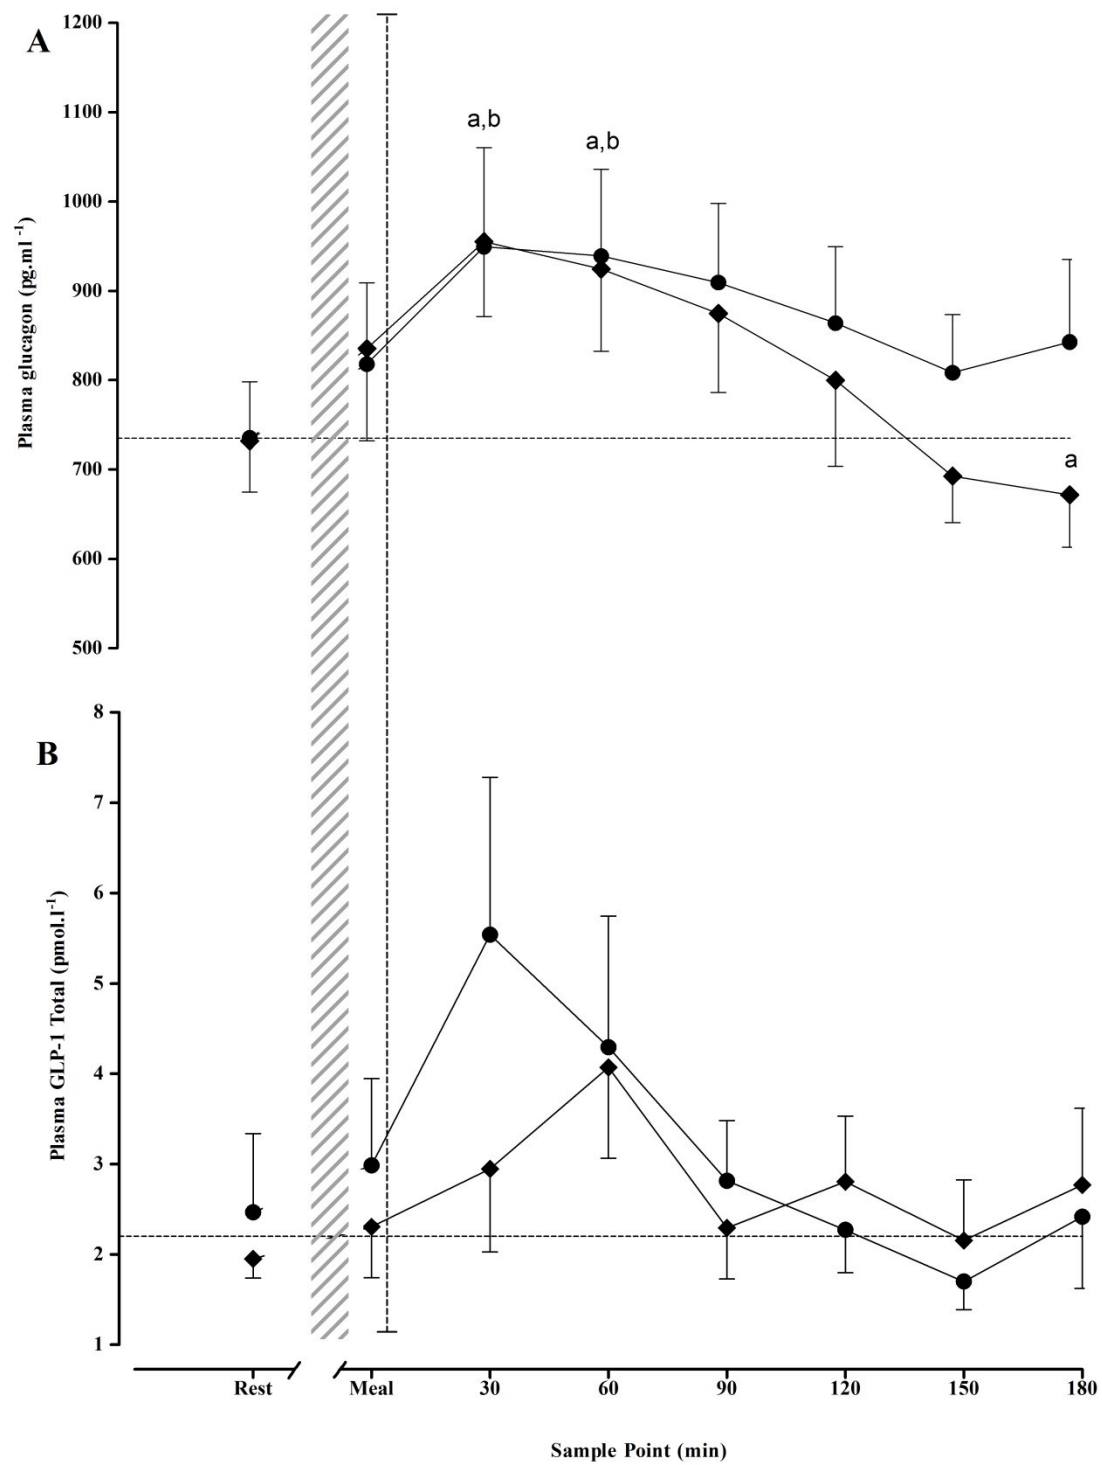 A
1200
1100
1000
900
800
700
600
500
Plasma glucagon (pg.ml -1)
a,b
a,b
a
B
8
7
6
5
4
3
2
1
Plasma GLP-1 Total (pmol.l-1)
Rest Meal 30 60 90 120 150 180
Sample Point (min)